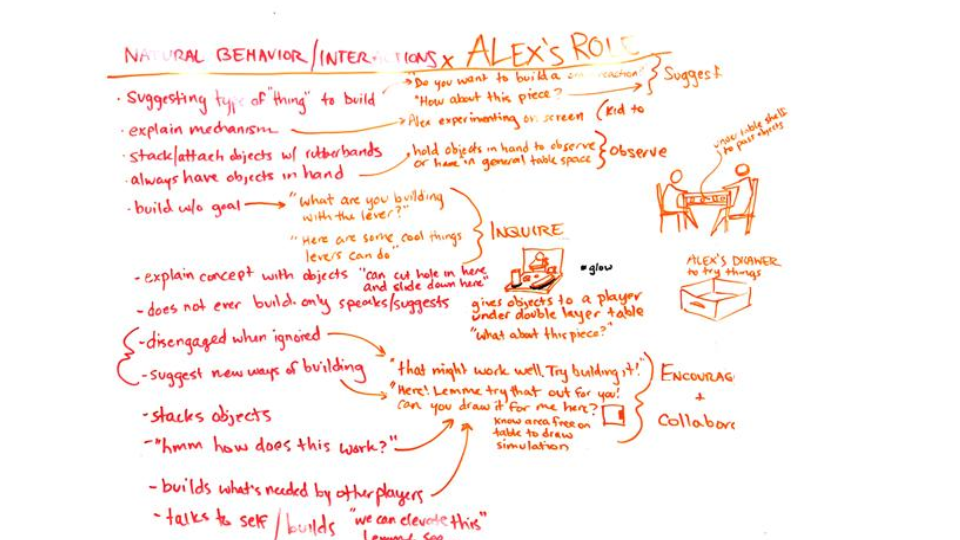 NATURAL BEHAVIOR/INTERACTIONS x ALEX'S ROLE
· Suggesting type of "thing" to build
"Do you want to build a reaction?"
"How about this piece?
Suggest
· explain mechanism
Alex experimenting on screen (kid to
· stack/attach objects w/ rubberbands
· always have objects in hand
hold objects in hand to observe
or in general table space
Observe
under table shelf
to pass objects
· build w/o goal
"What are you building
with the lever?"
"Here are some cool things
levers can do"
INQUIRE
- explain concept with objects "can cut hole in here
and slide down here"
- does not ever build. only speaks/suggests
* glow
gives objects to a player
under double layer table
"what about this piece?"
ALEX'S DRAWER
to try things
- disengaged when ignored
- suggest new ways of building
"that might work well. Try building it!"
"Here! Lemme try that out for you!
can you draw it for me here?
know area free on
table to draw
simulation
ENCOURAG
+
COLLABOR
- stacks objects
- "hmm how does this work?"
- builds what's needed by other players
- talks to self/builds "we can elevate this"
Lemme see